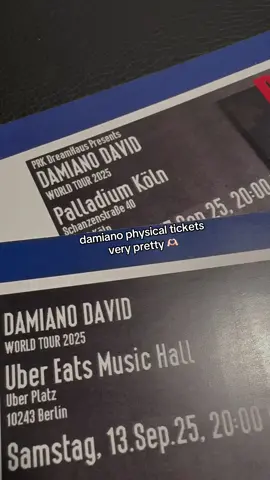 PRK DreamHaus Presents
DAMIANO DAVID
WORLD TOUR 2025
Palladium Köln
Schanzenstraße 40
Köln
Sep.25, 20:00
damiano physical tickets
very pretty 🫶🏻
DAMIANO DAVID
WORLD TOUR 2025
Uber Eats Music Hall
Uber Platz
10243 Berlin
Samstag, 13.Sep.25, 20:00